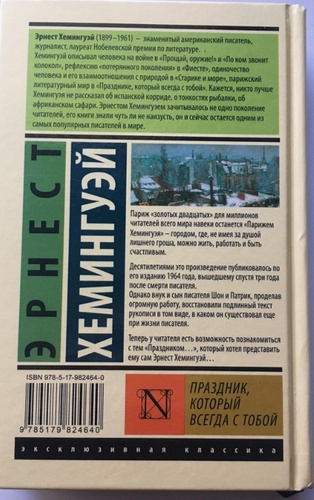 Эрнест Хемингуэй (1899–1961) – знаменитый американский писатель,
журналист, лауреат Нобелевской премии по литературе.
Хемингуэй описывал человека на войне в «Прощай, оружие!» и «По ком звонит
колокол», рефлексию «потерянного поколения» в «Фиесте», одиночество
человека и его взаимоотношения с природой в «Старике и море», парижский
литературный мир в «Празднике, который всегда с тобой». Кажется, никто лучше
Хемингуэя не рассказал об испанской корриде, о тонкостях рыбалки, об
африканском сафари. Эрнестом Хемингуэем зачитывалось не одно поколение
читателей, его книги знали чуть ли не наизусть, он и сейчас остается одним из
самых популярных писателей в мире.
ЭРНЕСТ
ХЕМИНГУЭЙ
Париж «золотых двадцатых» для миллионов
читателей всего мира навеки останется «Парижем
Хемингуэя» – городом, где, не имея за душой
лишнего гроша, можно жить, работать и быть
счастливым.
Десятилетиями это произведение публиковалось по
его изданию 1964 года, вышедшему спустя три года
после смерти писателя.
Однако внук и сын писателя Шон и Патрик, проделав
огромную работу, восстановили подлинный текст
рукописи в том виде, в каком он существовал еще
при жизни писателя.
Теперь у читателя есть возможность познакомиться
с тем «Праздником...», который хотел представить
ему сам Эрнест Хемингуэй...
ISBN 978-5-17-982464-0
9 785179 824640
N
ПРАЗДНИК,
КОТОРЫЙ
ВСЕГДА С ТОБОЙ
эксклюзивная классика